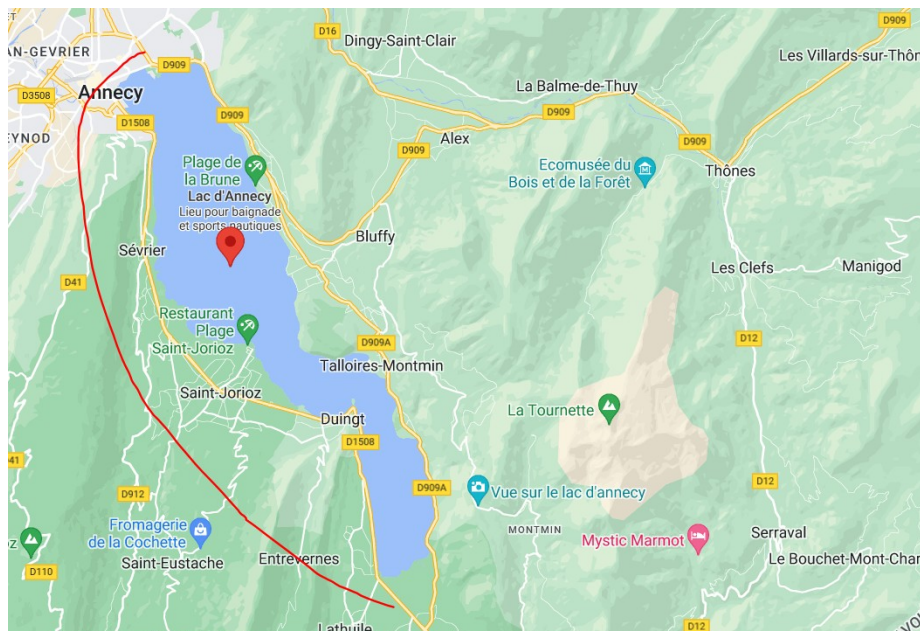 D16
D909
Dingy-Saint-Clair
AN-GEVRIER
D909
Les Villards-sur-Thôn
La Balme-de-Thuy
D3508
Annecy
D1508
D909
D909
EYNOD
Alex
D909
D909
Plage de
la Brune
Ecomusée du
Bois et de la Forêt
Thônes
Lac d'Annecy
Lieu pour baignade
et sports nautiques
Bluffy
Sévrier
Les Clefs
Manigod
D41
Restaurant
Plage
Saint-Jorioz
D909A
D12
Talloires-Montmin
Saint-Jorioz
La Tournette
Duingt
D1508
D41
D12
D909A
D912
Vue sur le lac d'annecy
Fromagerie
de la Cochette
MONTMIN
Mystic Marmot
Serraval
oz
Entrevernes
Saint-Eustache
Le Bouchet-Mont-Char
D110
Lathuile
D12